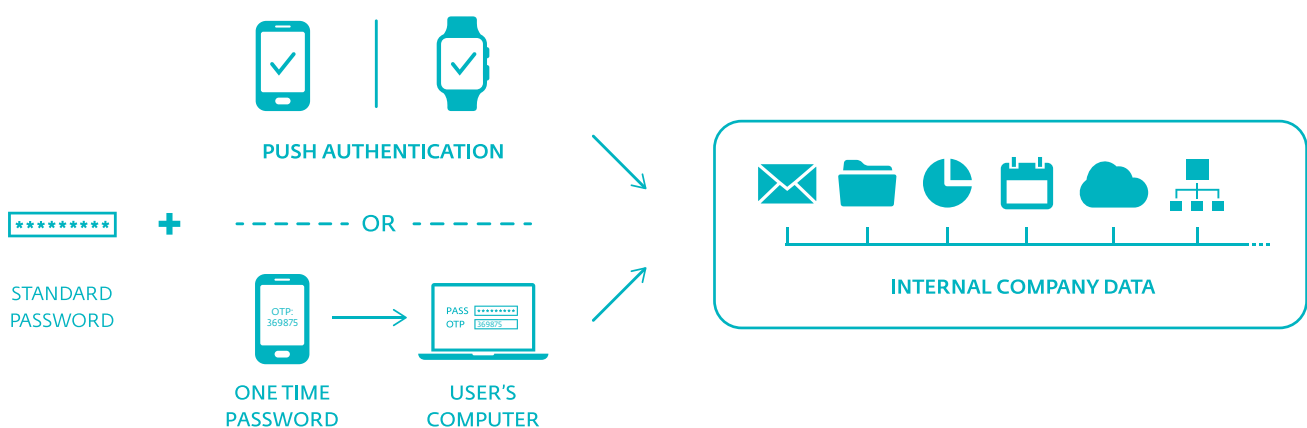 PUSH AUTHENTICATION
*********
OR
STANDARD
PASSWORD
OTP:
369875
PASS *********
OTP 369875
ONE TIME
PASSWORD
USER'S
COMPUTER
INTERNAL COMPANY DATA